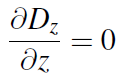 ∂D_z/∂z = 0